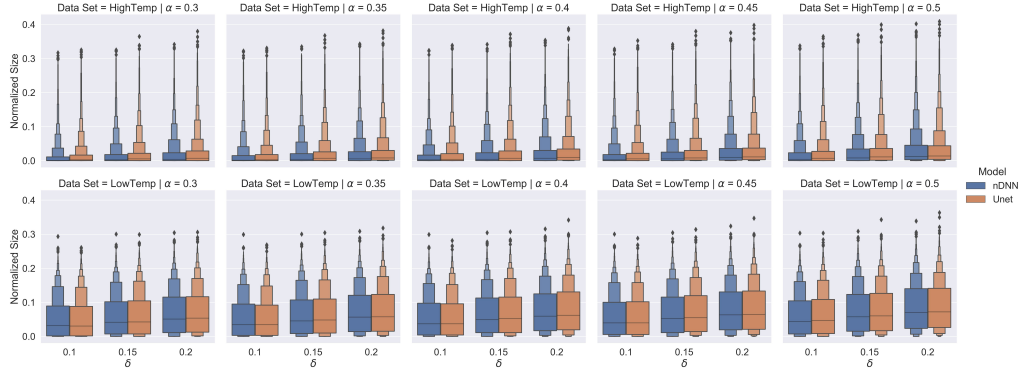 Data Set = HighTemp | α = 0.3
Data Set = HighTemp | α = 0.35
Data Set = HighTemp | α = 0.4
Data Set = HighTemp | α = 0.45
Data Set = HighTemp | α = 0.5
Normalized Size
0.4
0.3
0.2
0.1
0.0
Data Set = LowTemp | α = 0.3
Data Set = LowTemp | α = 0.35
Data Set = LowTemp | α = 0.4
Data Set = LowTemp | α = 0.45
Data Set = LowTemp | α = 0.5
Normalized Size
0.4
0.3
0.2
0.1
0.0
0.1 0.15 0.2
δ
0.1 0.15 0.2
δ
0.1 0.15 0.2
δ
0.1 0.15 0.2
δ
0.1 0.15 0.2
δ
Model
nDNN
Unet